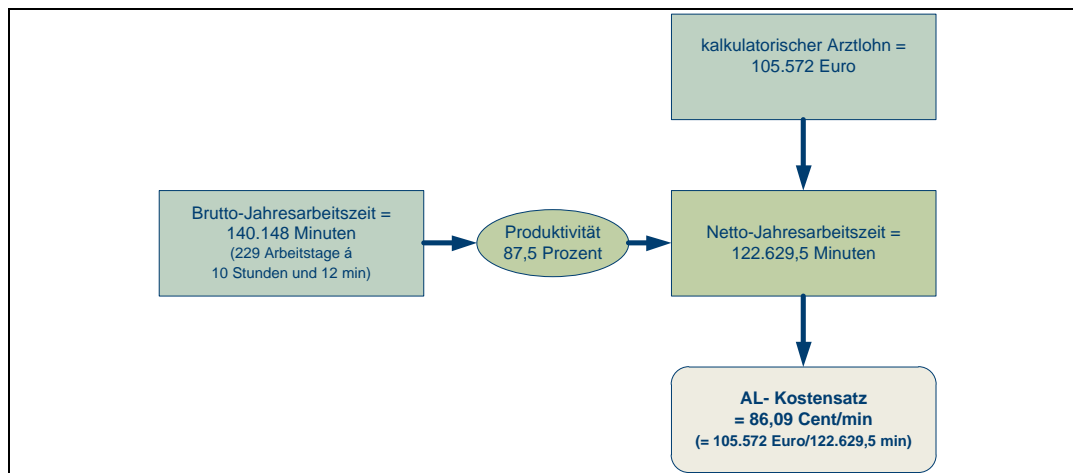 kalkulatorischer Arztlohn =
105.572 Euro
Brutto-Jahresarbeitszeit =
140.148 Minuten
(229 Arbeitstage á
10 Stunden und 12 min)
Produktivität
87,5 Prozent
Netto-Jahresarbeitszeit =
122.629,5 Minuten
AL- Kostensatz
= 86,09 Cent/min
(= 105.572 Euro/122.629,5 min)